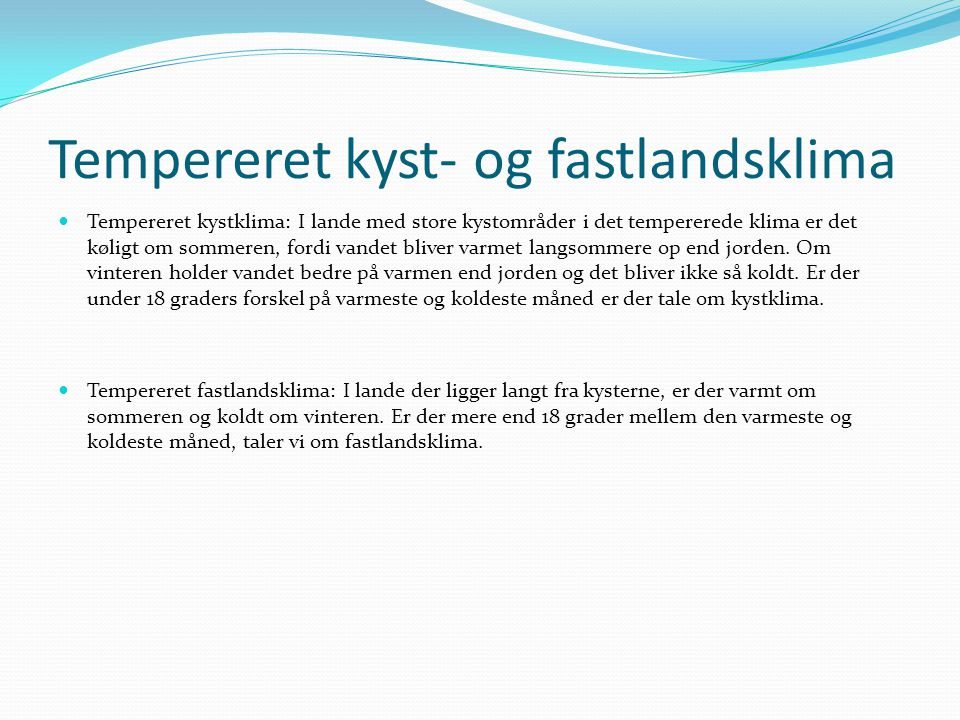 Tempereret kyst- og fastlandsklima
Tempereret kystklima: I lande med store kystområder i det tempererede klima er det
køligt om sommeren, fordi vandet bliver varmet langsommere op end jorden. Om
vinteren holder vandet bedre på varmen end jorden og det bliver ikke så koldt. Er der
under 18 graders forskel på varmeste og koldeste måned er der tale om kystklima.
Tempereret fastlandsklima: I lande der ligger langt fra kysterne, er der varmt om
sommeren og koldt om vinteren. Er der mere end 18 grader mellem den varmeste og
koldeste måned, taler vi om fastlandsklima.